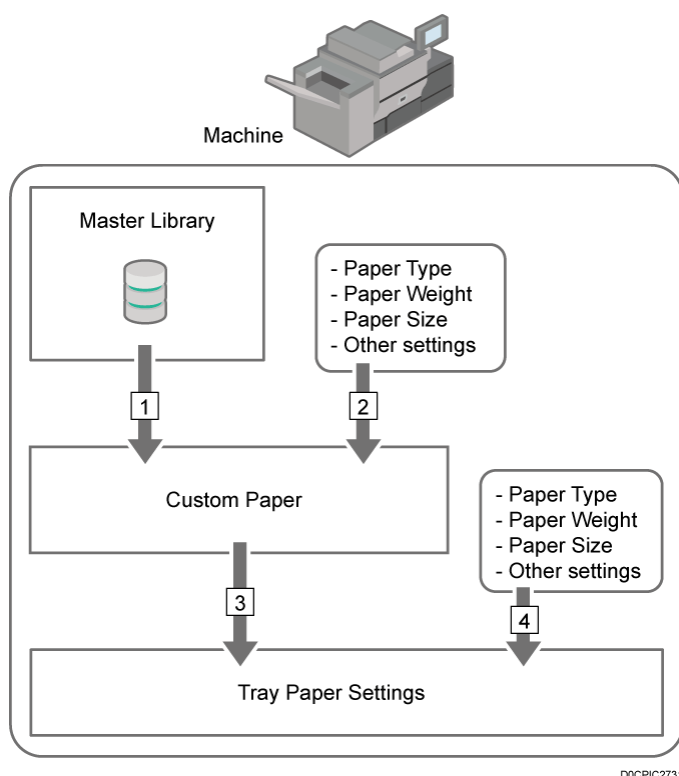 Machine
Master Library
- Paper Type
- Paper Weight
- Paper Size
- Other settings
1
2
Custom Paper
- Paper Type
- Paper Weight
- Paper Size
- Other settings
3
4
Tray Paper Settings